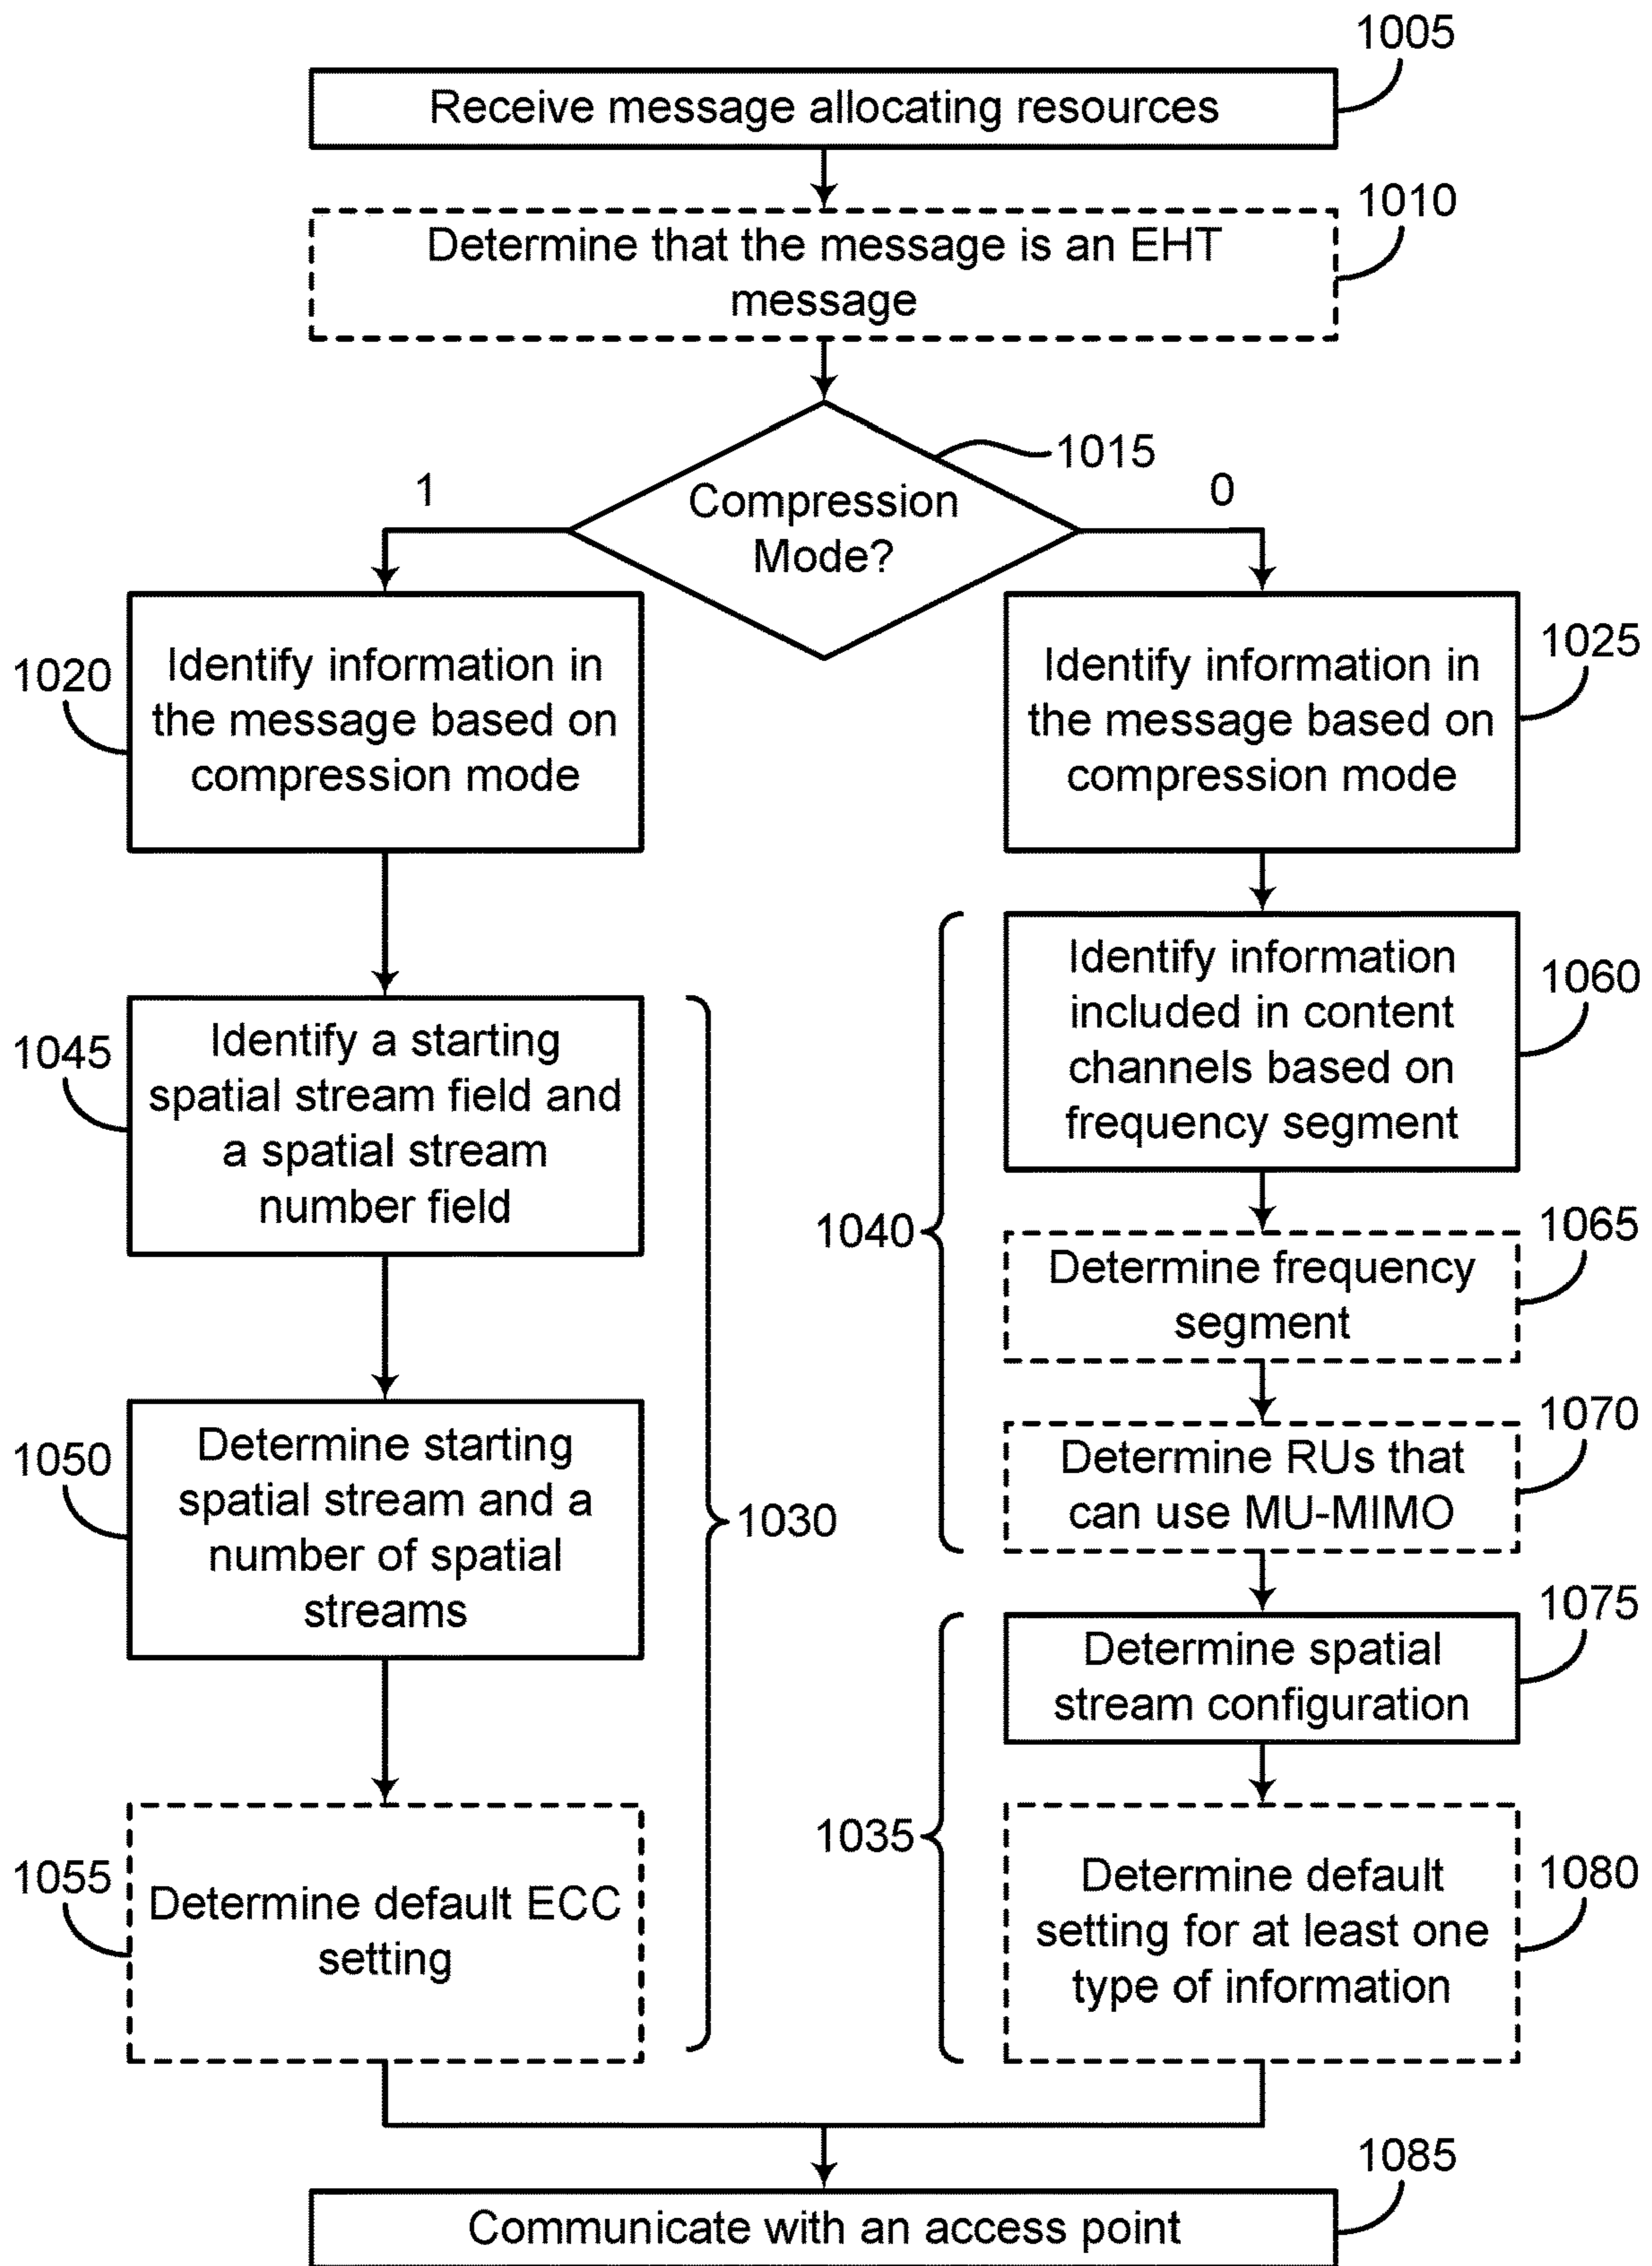 1005
Receive message allocating resources
1010
Determine that the message is an EHT
message
1015
Compression
Mode?
1
0
1020
Identify information in
the message based on
compression mode
1025
Identify information in
the message based on
compression mode
1045
Identify a starting
spatial stream field and
a spatial stream
number field
1050
Determine starting
spatial stream and a
number of spatial
streams
1030
1055
Determine default ECC
setting
1040
1060
Identify information
included in content
channels based on
frequency segment
1065
Determine frequency
segment
1070
Determine RUs that
can use MU-MIMO
1035
1075
Determine spatial
stream configuration
1080
Determine default
setting for at least one
type of information
1085
Communicate with an access point